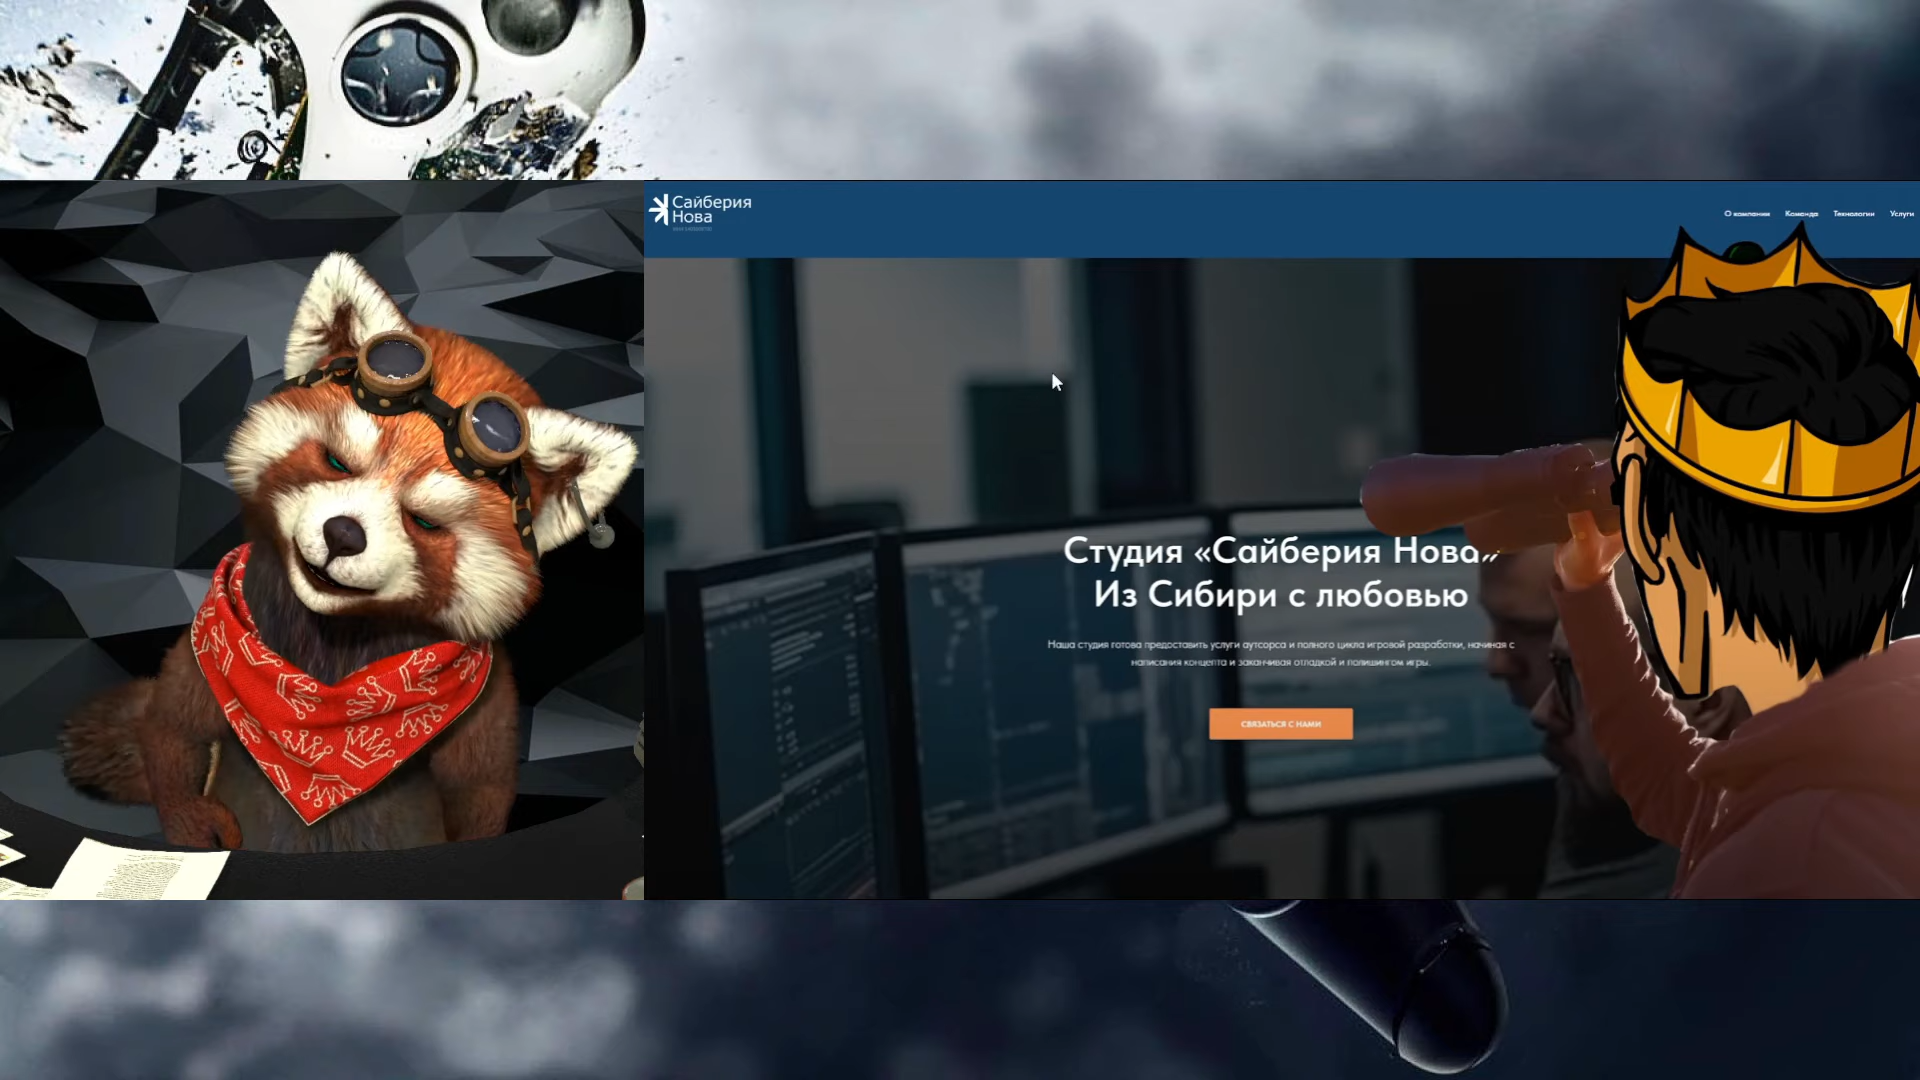 Сайберия
Нова
О компании Команда Технологии Услуги
Студия «Сайберия Нова»
Из Сибири с любовью
Наша студия готова предоставить услуги аутсорса и полного цикла игровой разработки, начиная с
написания концепта и заканчивая отладкой и полишингом игры.
СВЯЗАТЬСЯ С НАМИ